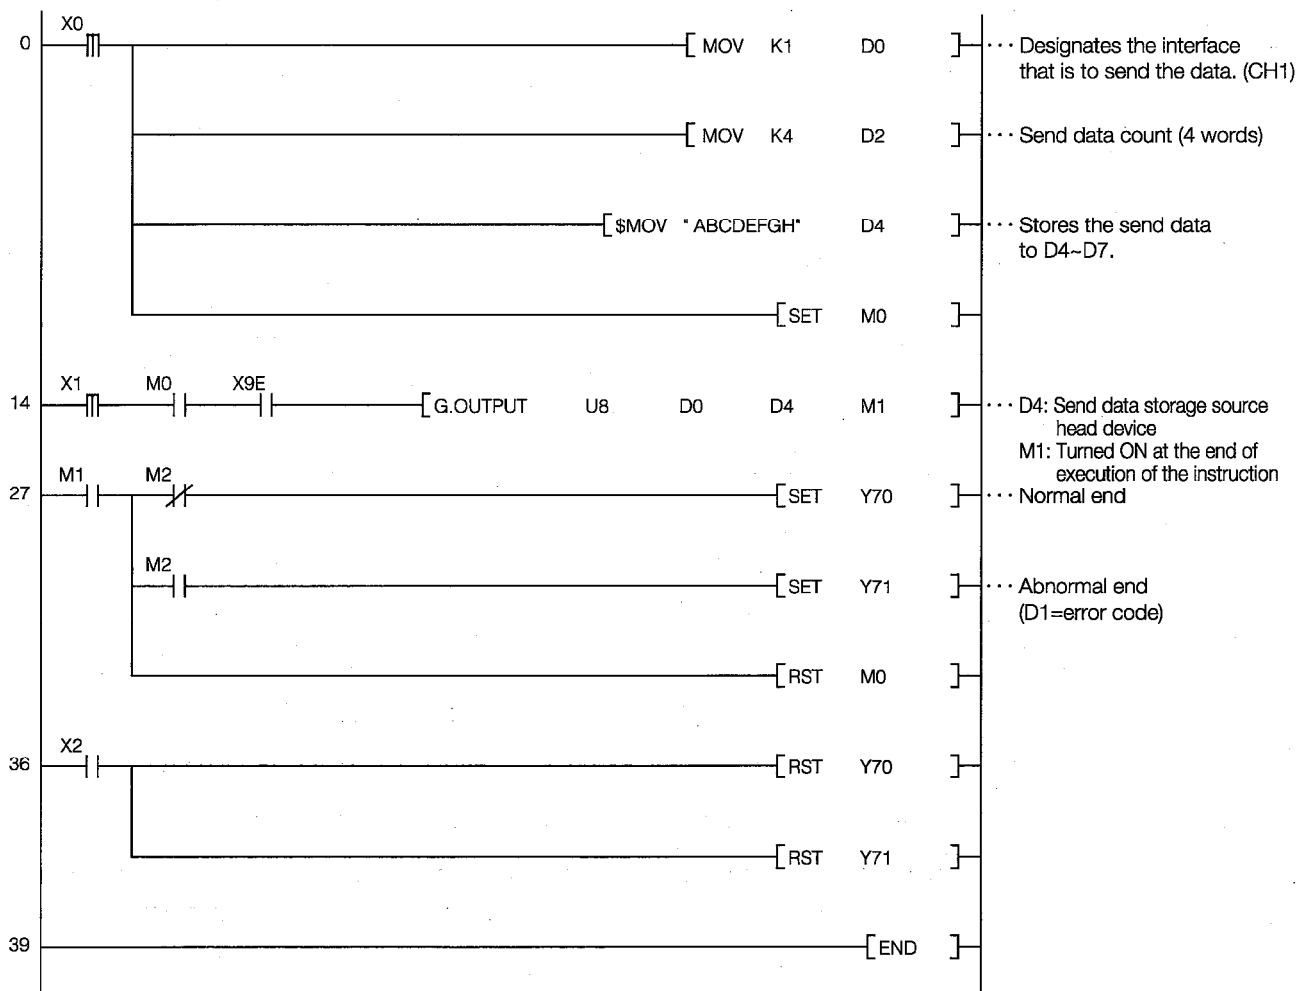 X0
0 [ MOV K1 D0 ] ··· Designates the interface
that is to send the data. (CH1)
[ MOV K4 D2 ] ··· Send data count (4 words)
[ $MOV "ABCDEFGH" D4 ] ··· Stores the send data
to D4~D7.
[ SET M0 ]
X1 M0 X9E
14 [ G.OUTPUT U8 D0 D4 M1 ] ··· D4: Send data storage source
head device
M1: Turned ON at the end of
execution of the instruction
M1 M2
27 [ SET Y70 ] ··· Normal end
M2
[ SET Y71 ] ··· Abnormal end
(D1=error code)
[ RST M0 ]
X2
36 [ RST Y70 ]
[ RST Y71 ]
39 [ END ]